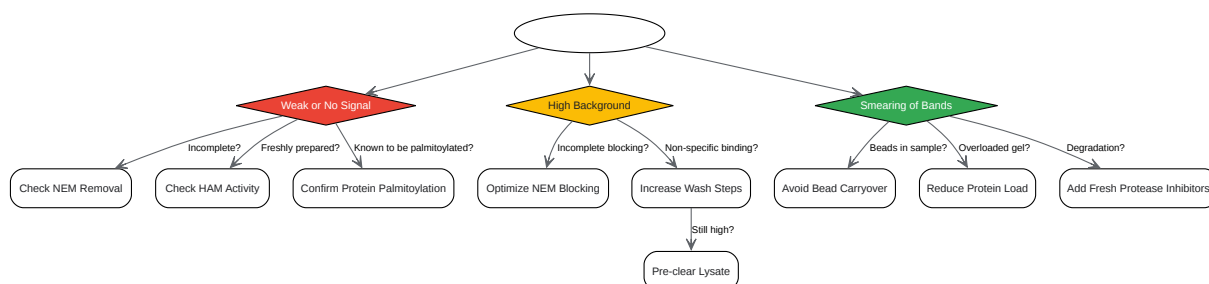 Weak or No Signal
High Background
Smearing of Bands
Incomplete?
Freshly prepared?
Known to be palmitoylated?
Incomplete blocking?
Non-specific binding?
Beads in sample?
Overloaded gel?
Degradation?
Check NEM Removal
Check HAM Activity
Confirm Protein Palmitoylation
Optimize NEM Blocking
Increase Wash Steps
Avoid Bead Carryover
Reduce Protein Load
Add Fresh Protease Inhibitors
Still high?
Pre-clear Lysate